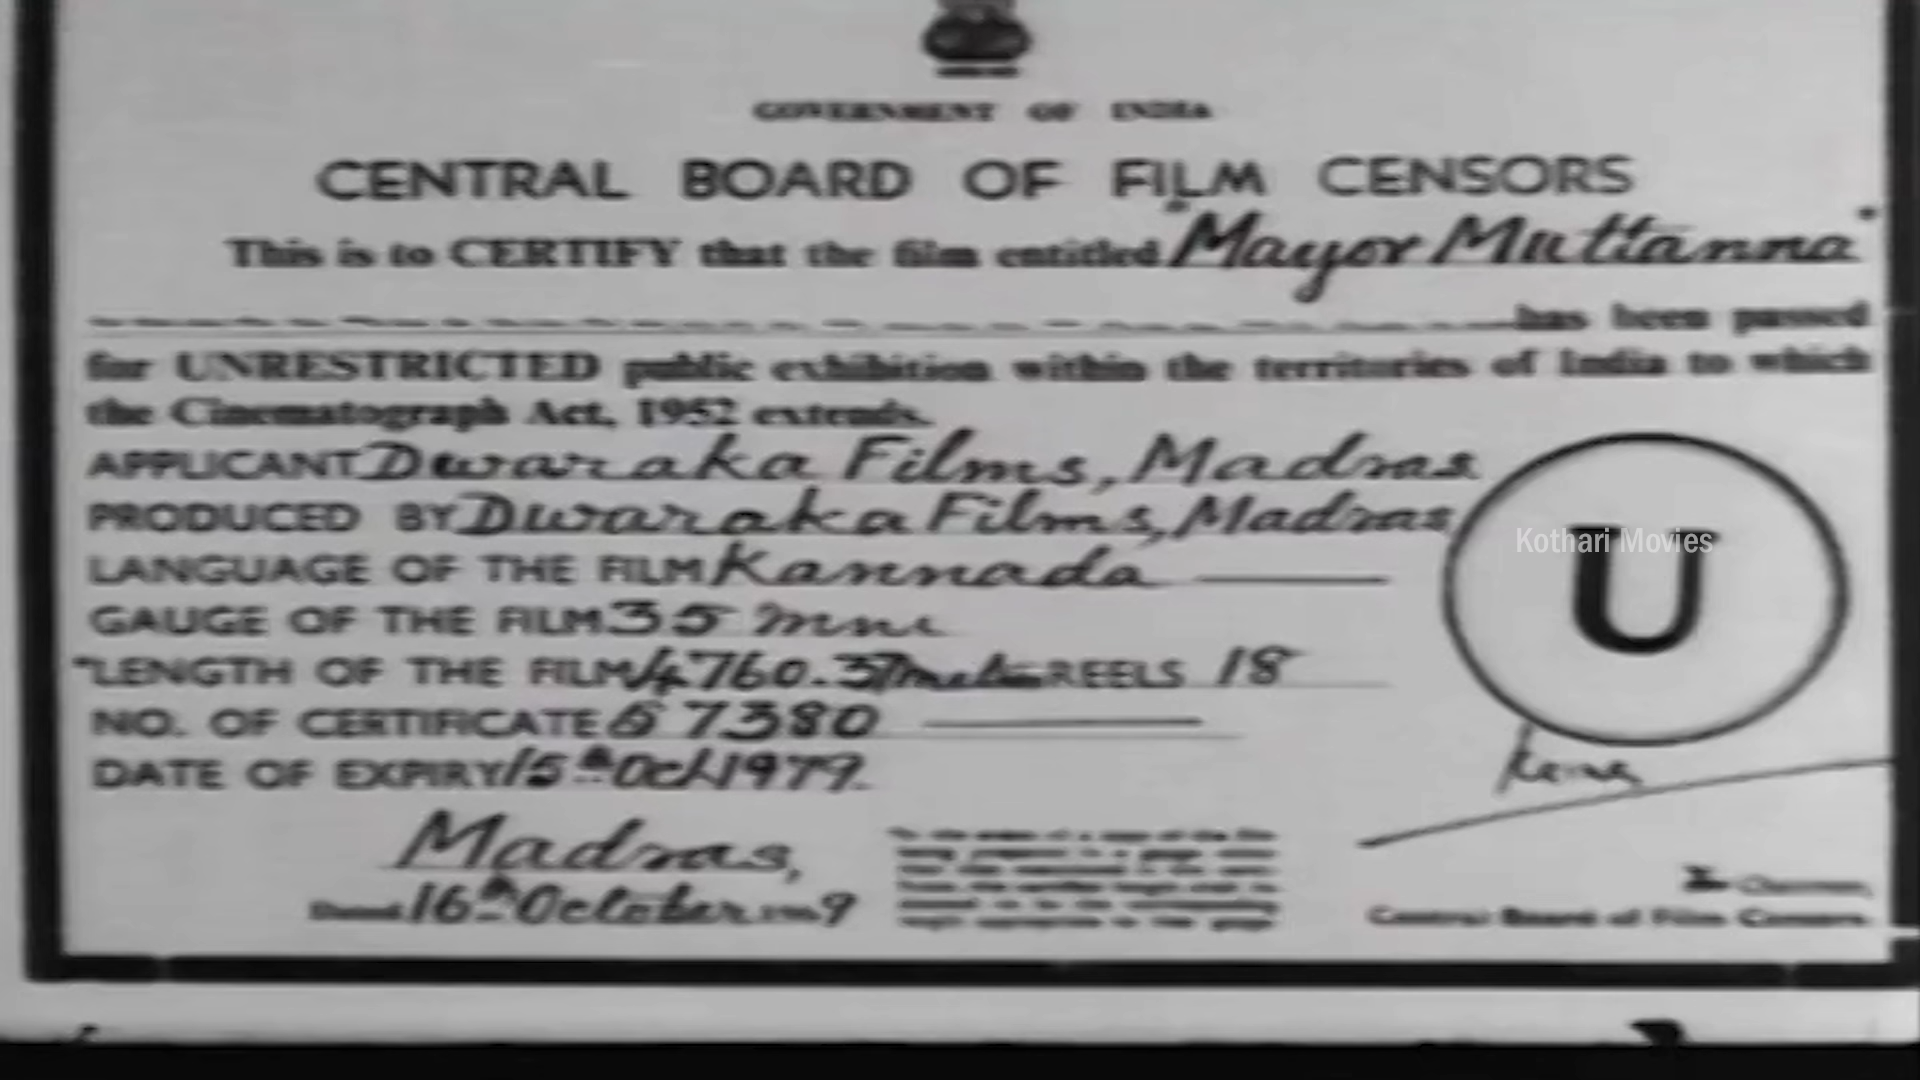 GOVERNMENT OF INDIA
CENTRAL BOARD OF FILM CENSORS
This is to CERTIFY that the film entitled "Mayor Muttanna"
has been passed
for UNRESTRICTED public exhibition within the territories of India to which
the Cinematograph Act, 1952 extends.
APPLICANT Dwaraka Films, Madras
PRODUCED BY Dwaraka Films, Madras
LANGUAGE OF THE FILM Kannada
GAUGE OF THE FILM 35 mm
*LENGTH OF THE FILM 4760.37 REELS 18
NO. OF CERTIFICATE 7380
DATE OF EXPIRY 15th Oct 1979.
Madras,
Dated 16th October 1969
U
Kothari Movies
Chairman,
Central Board of Film Censors